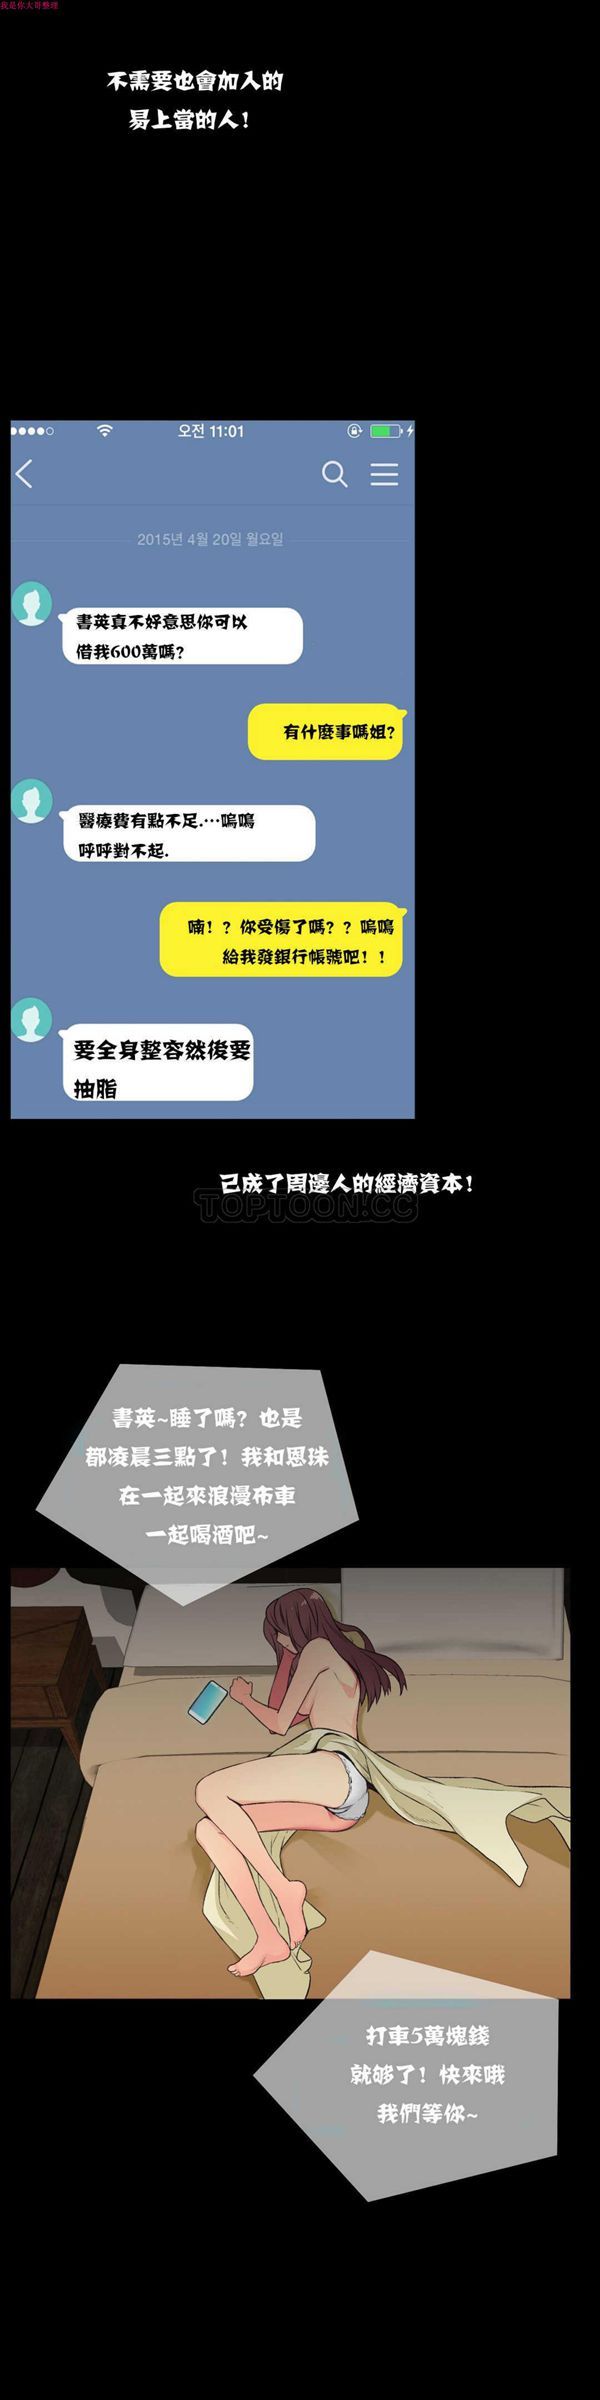 我是你大哥整理
不需要也會加入的
易上當的人!
오전 11:01
2015년 4월 20일 월요일
書英真不好意思你可以
借我600萬嗎?
有什麼事嗎姐?
醫療費有點不足.…嗚嗚
呼呼對不起.
喃!?你受傷了嗎??嗚嗚
給我發銀行帳號吧!!
要全身整容然後要
抽脂
已成了周邊人的經濟資本!
TOPTOON.CC
書英~睡了嗎?也是
都凌晨三點了!我和恩珠
在一起來浪漫布車
一起喝酒吧~
打車5萬塊錢
就够了!快來哦
我們等你~